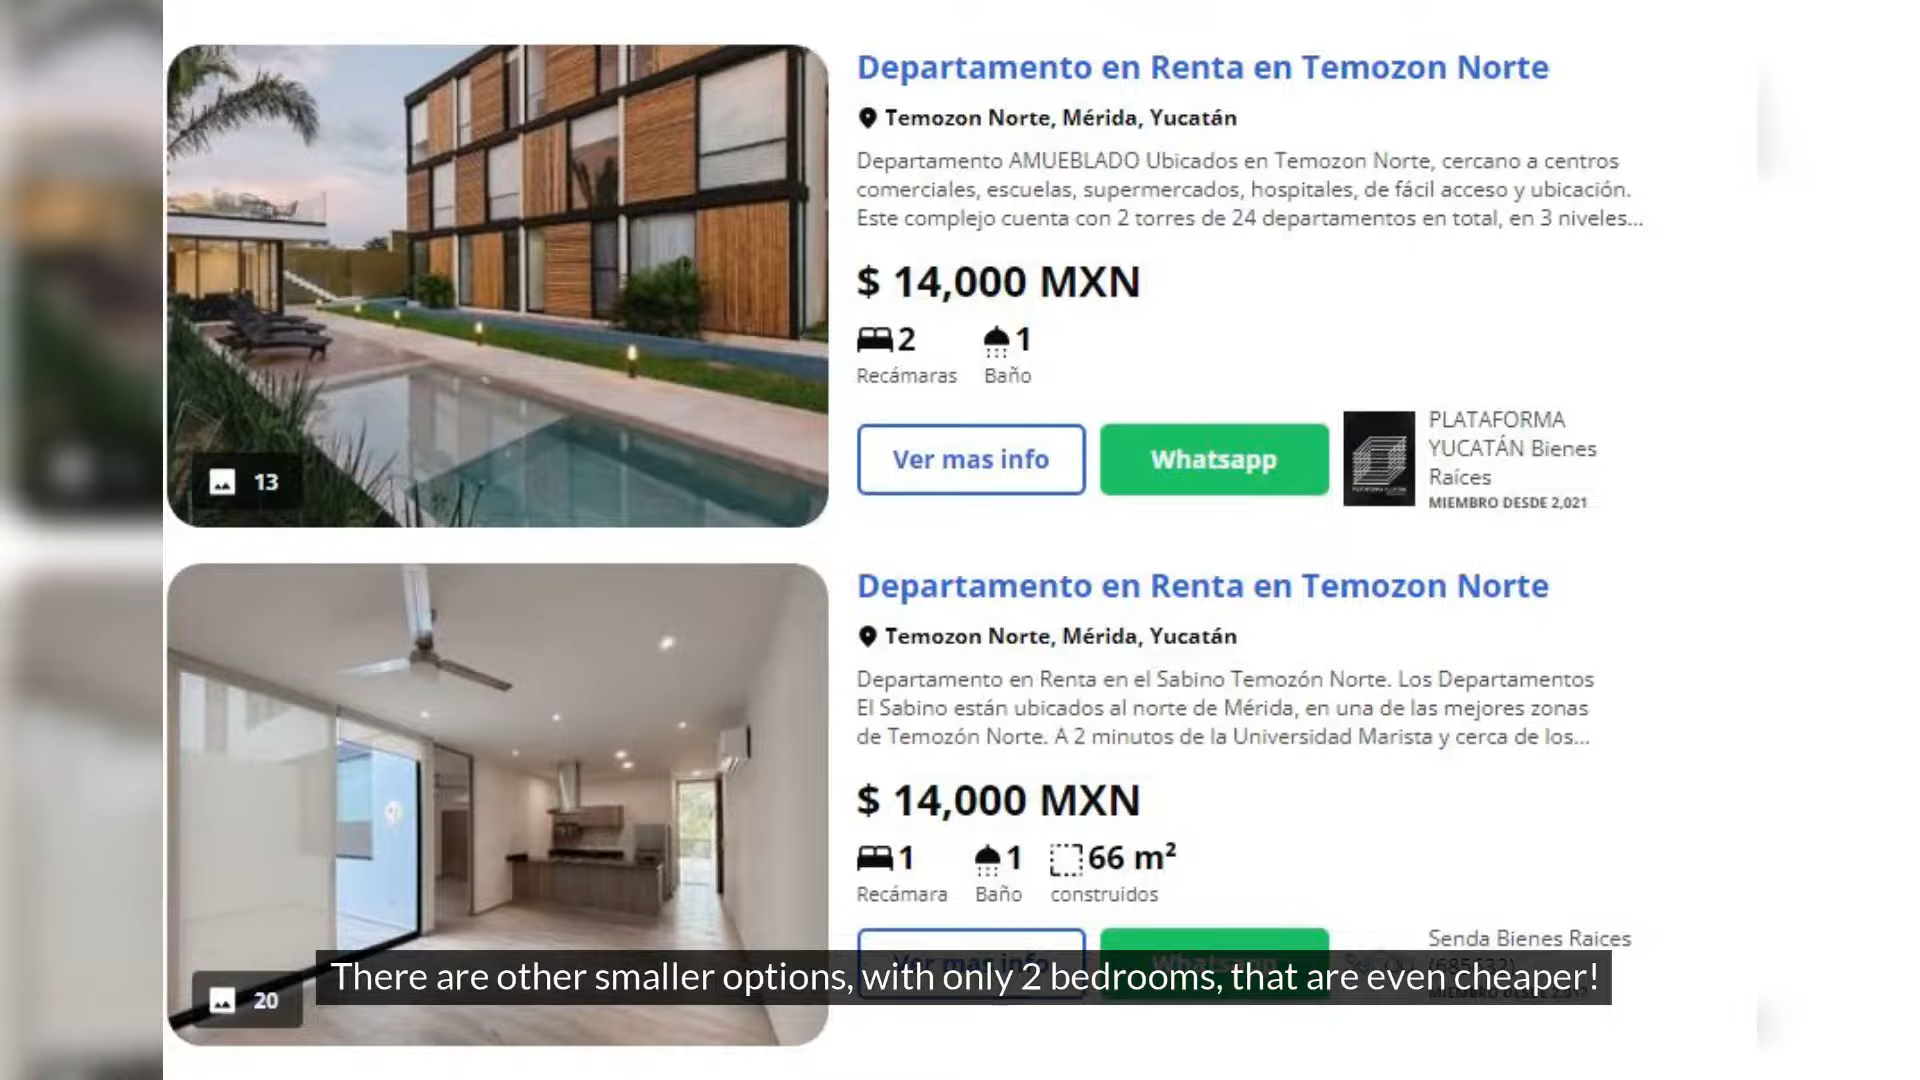 Departamento en Renta en Temozon Norte
Temozon Norte, Mérida, Yucatán
Departamento AMUEBLADO Ubicados en Temozon Norte, cercano a centros
comerciales, escuelas, supermercados, hospitales, de fácil acceso y ubicación.
Este complejo cuenta con 2 torres de 24 departamentos en total, en 3 niveles...
$ 14,000 MXN
2 1
Recámaras Baño
Ver mas info Whatsapp
PLATAFORMA
YUCATÁN Bienes
Raíces
MIEMBRO DESDE 2,021
13
Departamento en Renta en Temozon Norte
Temozon Norte, Mérida, Yucatán
Departamento en Renta en el Sabino Temozón Norte. Los Departamentos
El Sabino están ubicados al norte de Mérida, en una de las mejores zonas
de Temozón Norte. A 2 minutos de la Universidad Marista y cerca de los...
$ 14,000 MXN
1 1 66 m²
Recámara Baño construidos
Senda Bienes Raices
Ver mas info Whatsapp
There are other smaller options, with only 2 bedrooms, that are even cheaper!
20